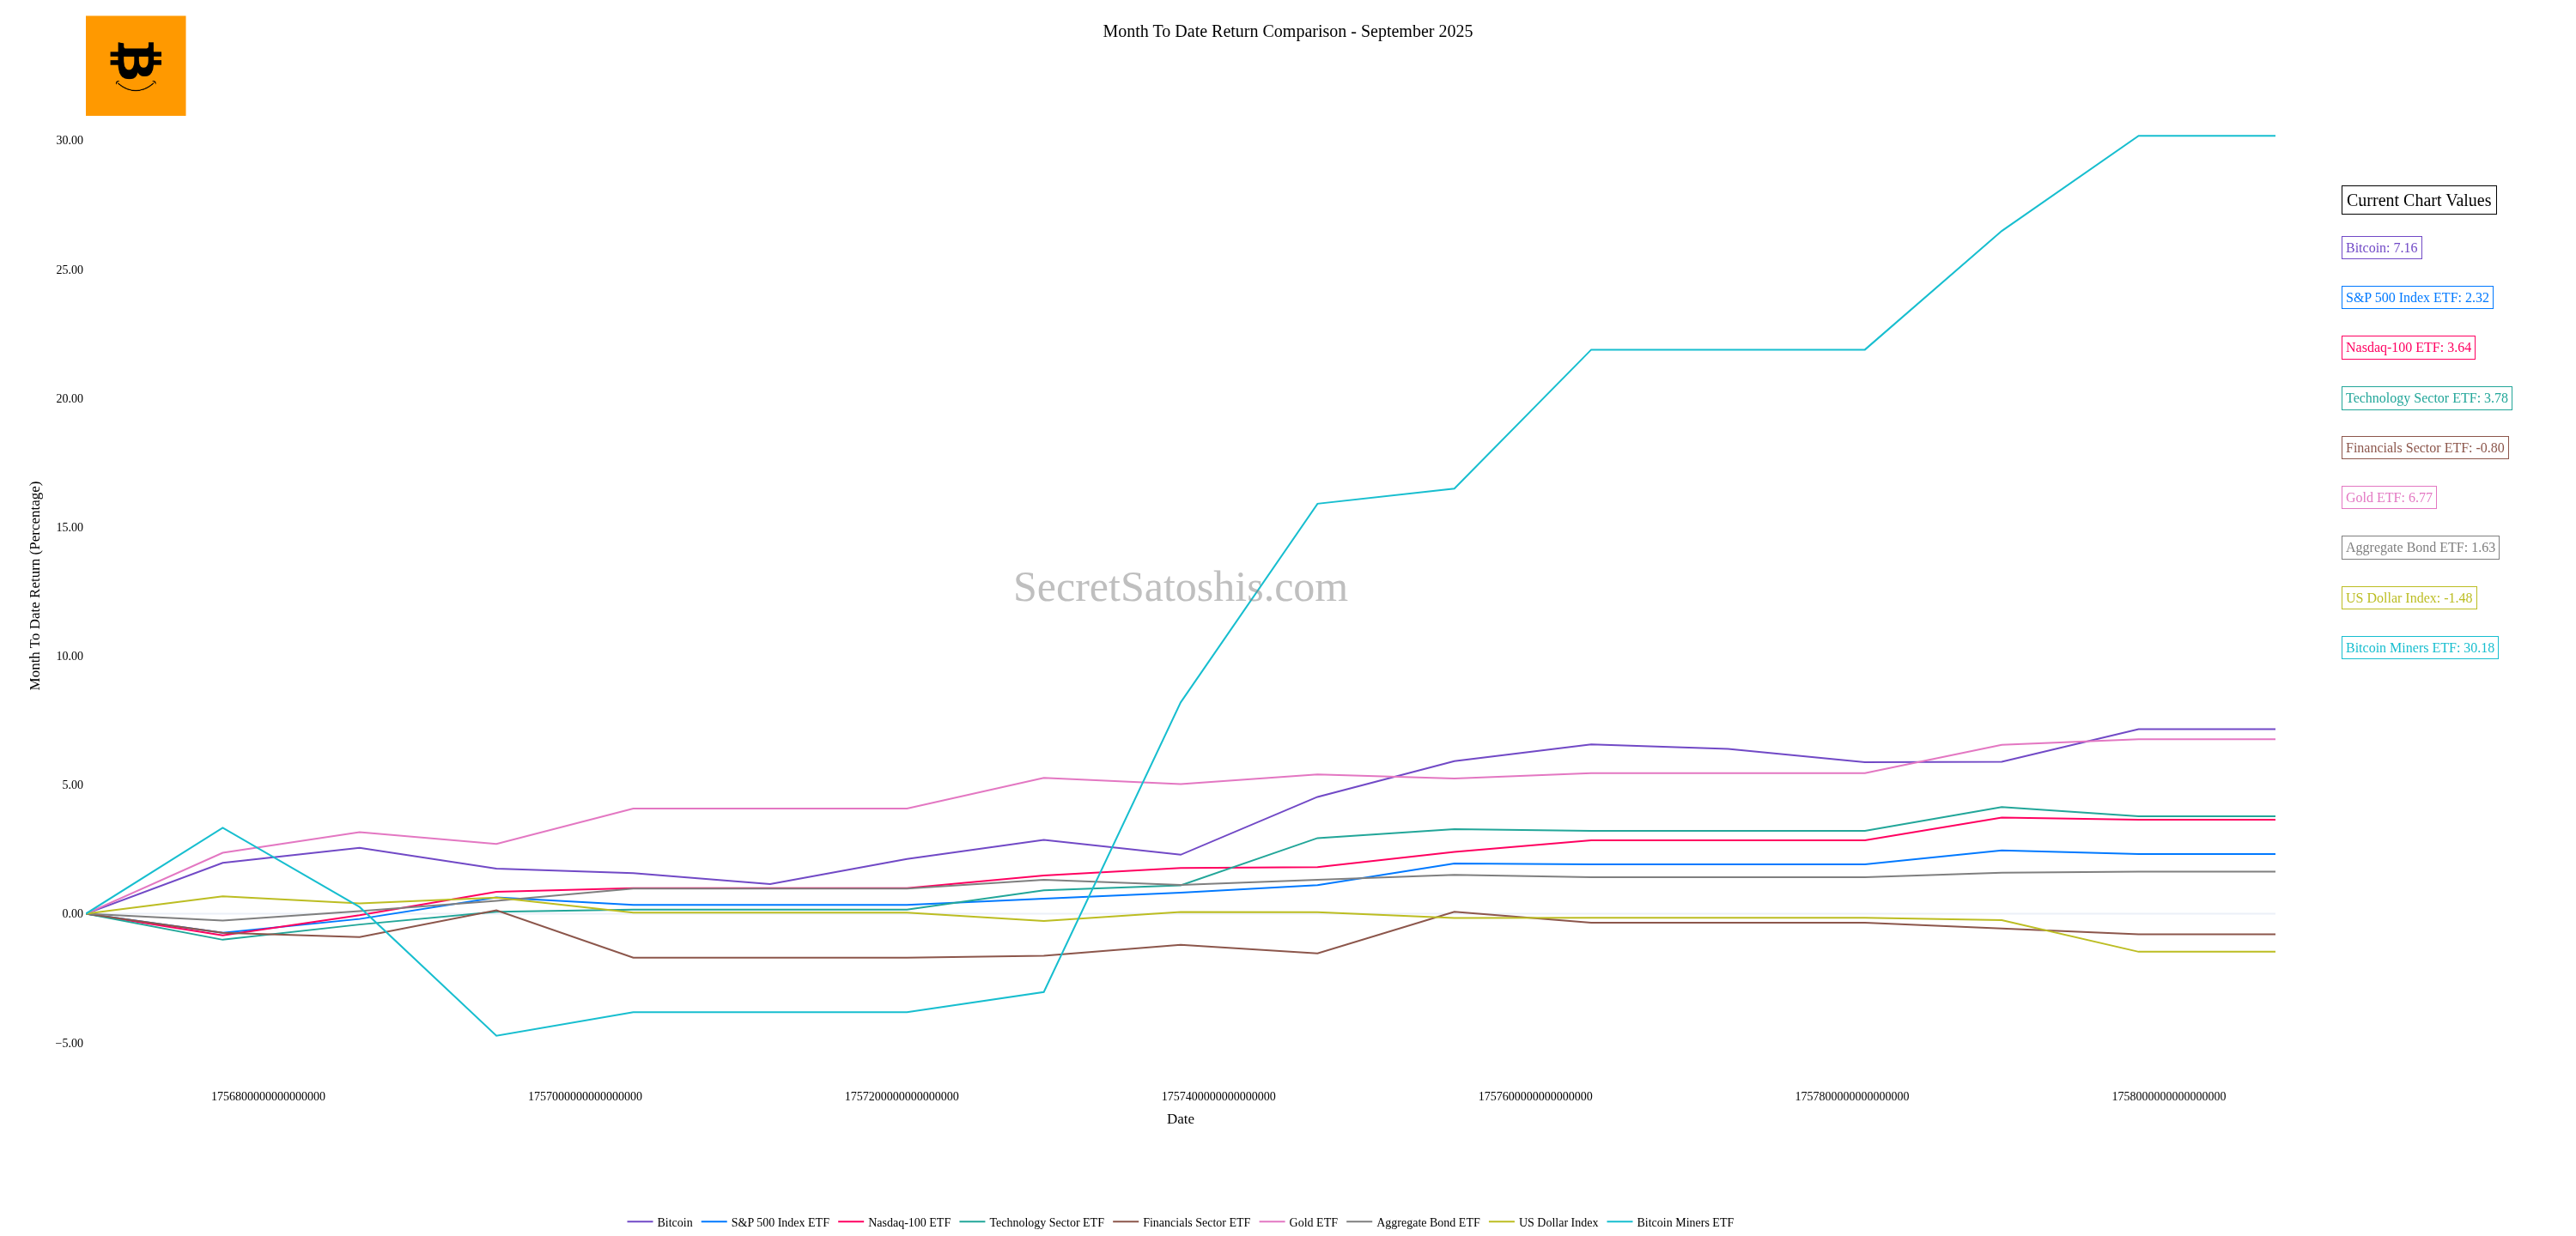 Month To Date Return Comparison - September 2025
30.00
25.00
20.00
15.00
10.00
5.00
0.00
−5.00
Month To Date Return (Percentage)
SecretSatoshis.com
1756800000000000000
1757000000000000000
1757200000000000000
1757400000000000000
1757600000000000000
1757800000000000000
1758000000000000000
Date
Current Chart Values
Bitcoin: 7.16
S&P 500 Index ETF: 2.32
Nasdaq-100 ETF: 3.64
Technology Sector ETF: 3.78
Financials Sector ETF: -0.80
Gold ETF: 6.77
Aggregate Bond ETF: 1.63
US Dollar Index: -1.48
Bitcoin Miners ETF: 30.18
Bitcoin
S&P 500 Index ETF
Nasdaq-100 ETF
Technology Sector ETF
Financials Sector ETF
Gold ETF
Aggregate Bond ETF
US Dollar Index
Bitcoin Miners ETF